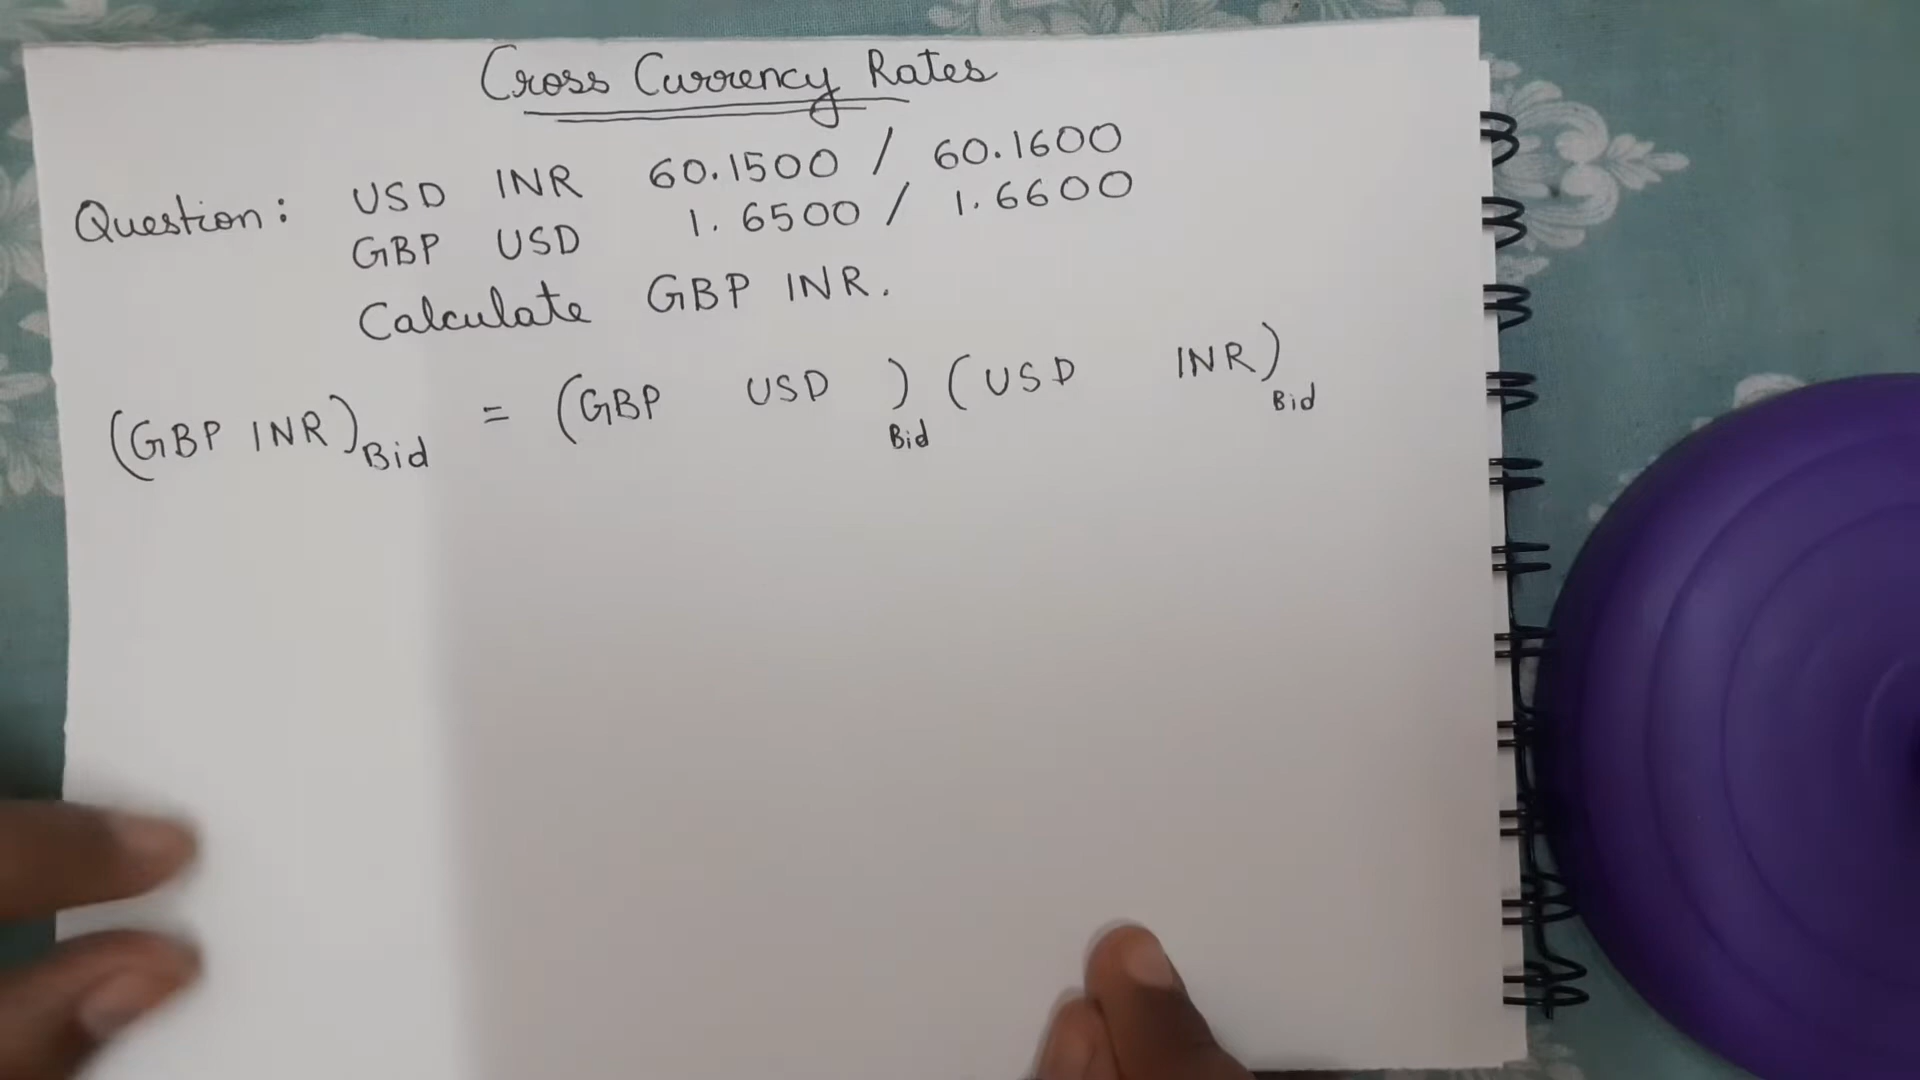 Cross Currency Rates
Question: USD INR 60.1500 / 60.1600
GBP USD 1.6500 / 1.6600
Calculate GBP INR.
(GBP INR)Bid = (GBP USD )Bid (USD INR)Bid